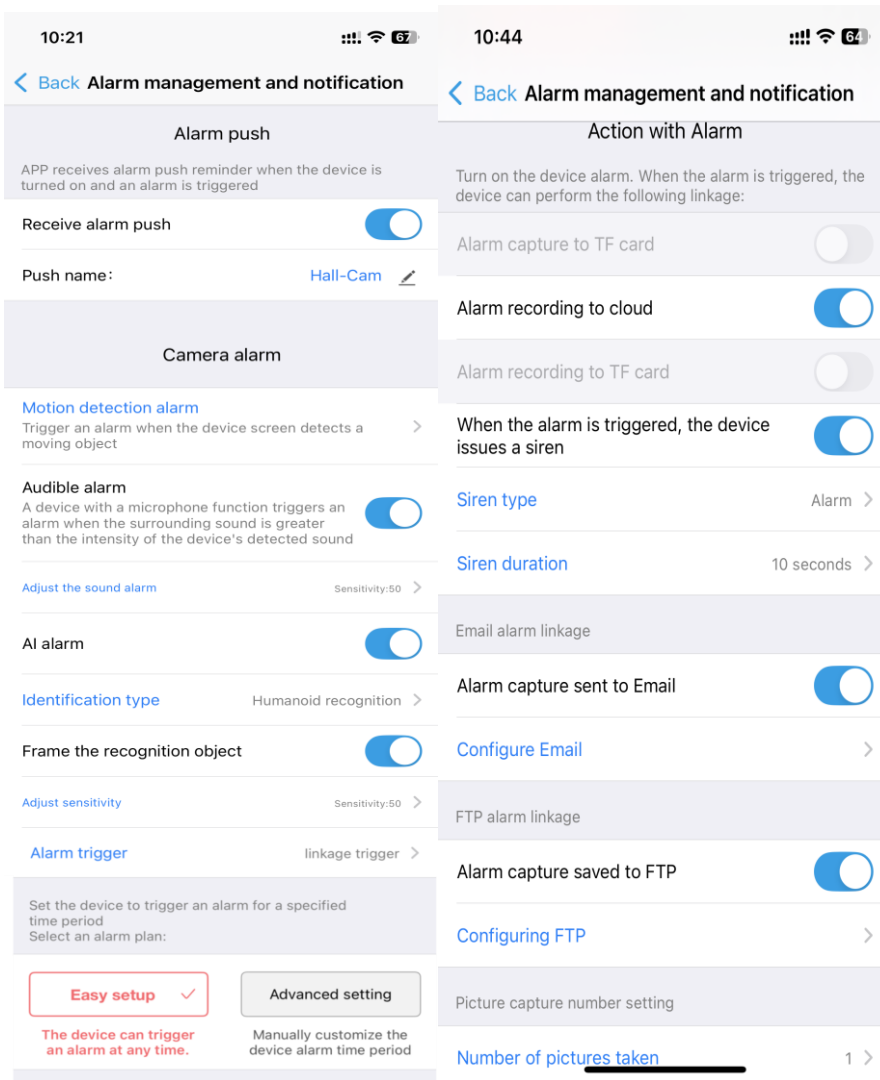 10:21
67
Back Alarm management and notification
Alarm push
APP receives alarm push reminder when the device is
turned on and an alarm is triggered
Receive alarm push
Push name:
Hall-Cam
Camera alarm
Motion detection alarm
Trigger an alarm when the device screen detects a
moving object
Audible alarm
A device with a microphone function triggers an
alarm when the surrounding sound is greater
than the intensity of the device's detected sound
Adjust the sound alarm
Sensitivity:50
AI alarm
Identification type
Humanoid recognition
Frame the recognition object
Adjust sensitivity
Sensitivity:50
Alarm trigger
linkage trigger
Set the device to trigger an alarm for a specified
time period
Select an alarm plan:
Easy setup
The device can trigger
an alarm at any time.
Advanced setting
Manually customize the
device alarm time period
10:44
64
Back Alarm management and notification
Action with Alarm
Turn on the device alarm. When the alarm is triggered, the
device can perform the following linkage:
Alarm capture to TF card
Alarm recording to cloud
Alarm recording to TF card
When the alarm is triggered, the device
issues a siren
Siren type
Alarm
Siren duration
10 seconds
Email alarm linkage
Alarm capture sent to Email
Configure Email
FTP alarm linkage
Alarm capture saved to FTP
Configuring FTP
Picture capture number setting
Number of pictures taken
1